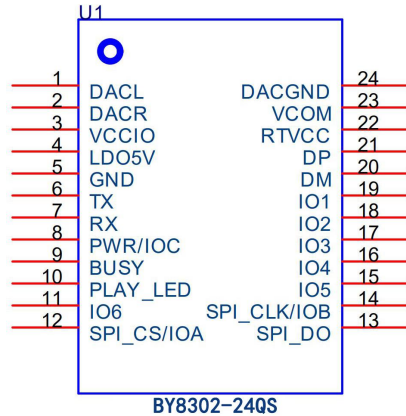 U1
1 DACL DACGND 24
2 DACR VCOM 23
3 VCCIO RTVCC 22
4 LDO5V DP 21
5 GND DM 20
6 TX IO1 19
7 RX IO2 18
8 PWR/IOC IO3 17
9 BUSY IO4 16
10 PLAY_LED IO5 15
11 IO6 SPI_CLK/IOB 14
12 SPI_CS/IOA SPI_DO 13
BY8302-24QS